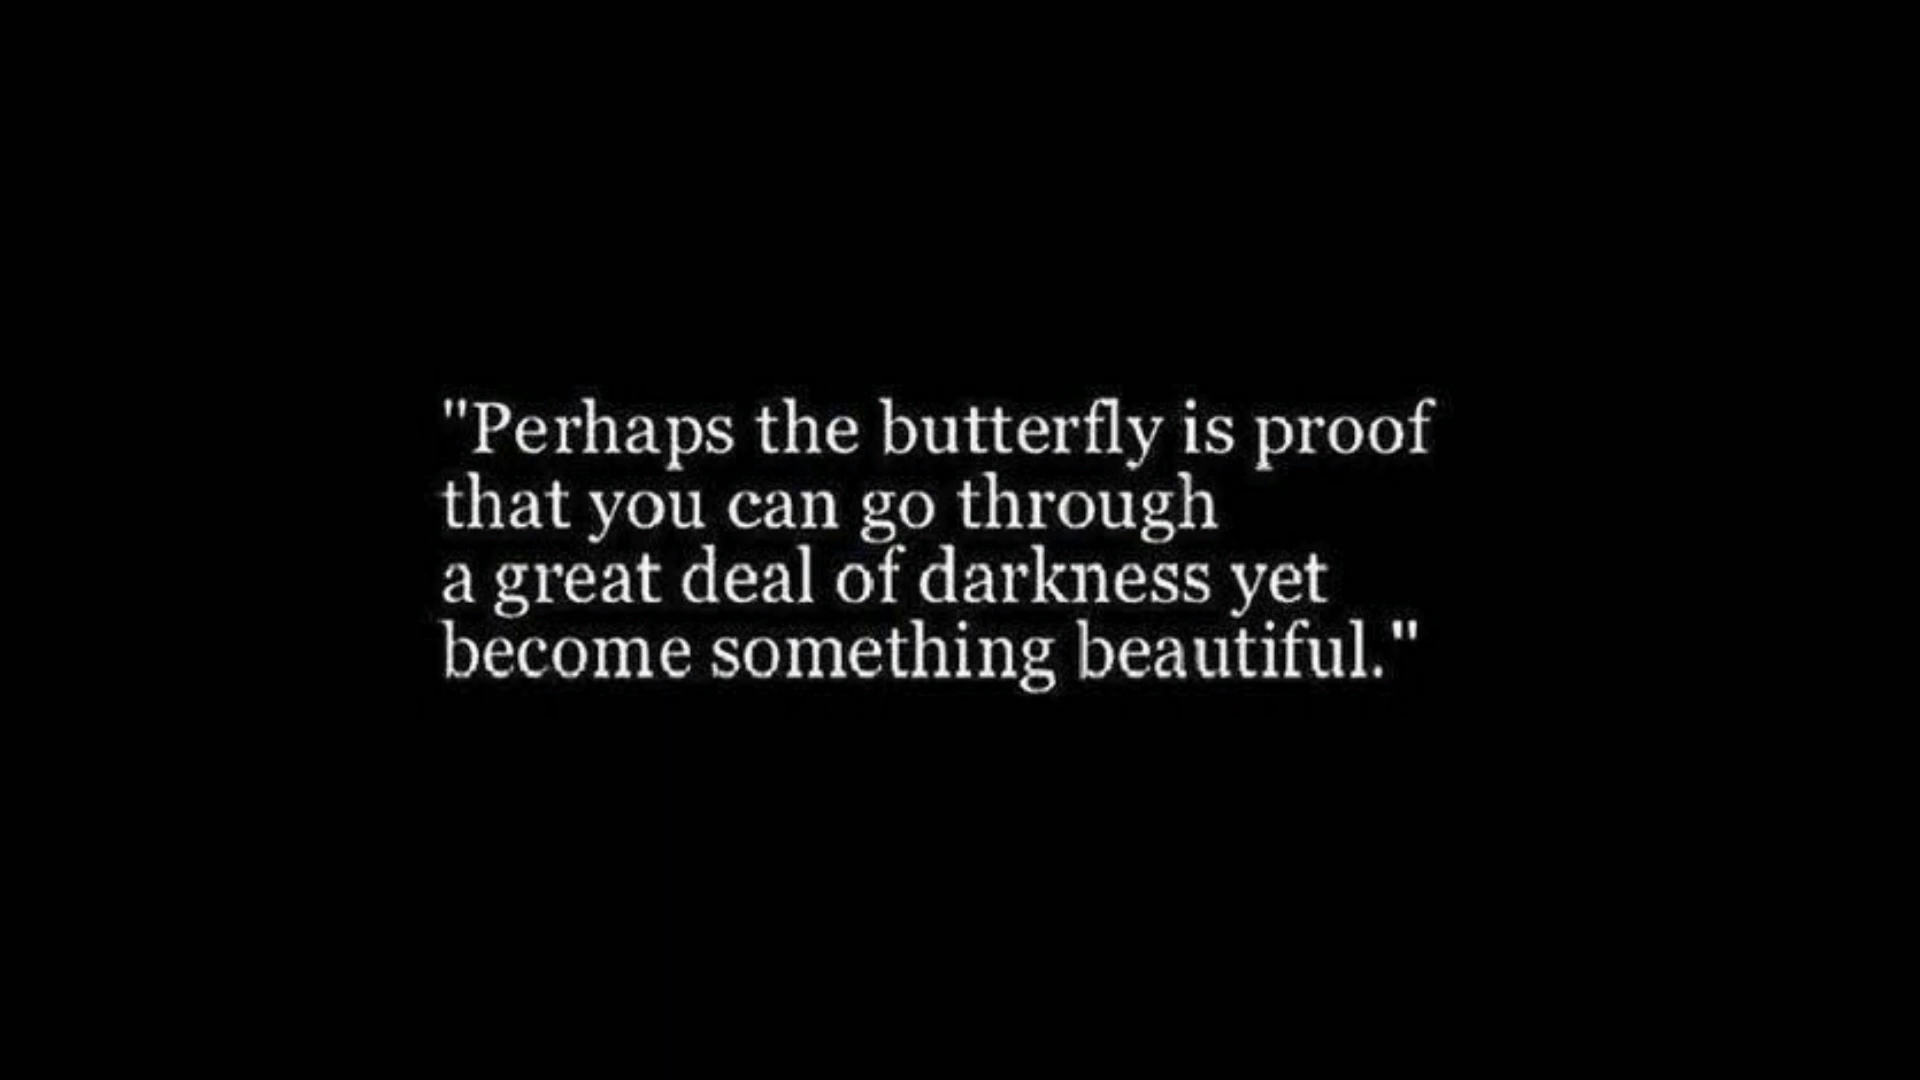 "Perhaps the butterfly is proof
that you can go through
a great deal of darkness yet
become something beautiful."